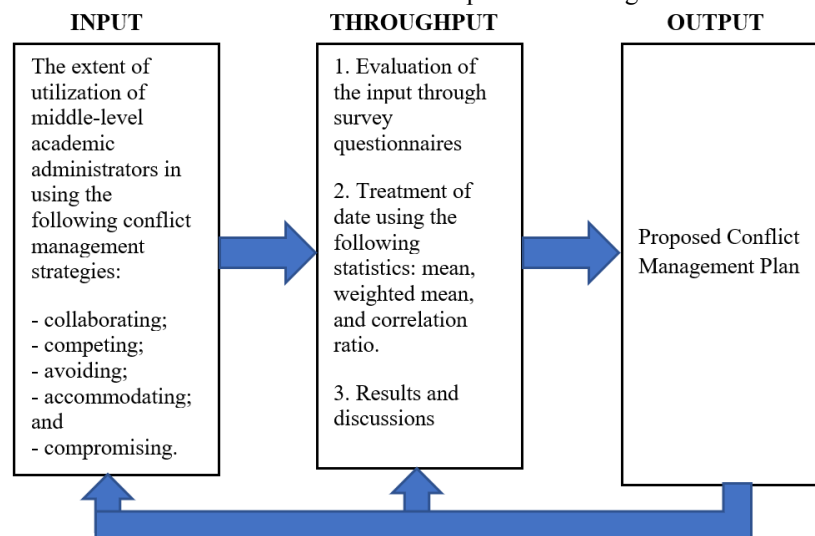 INPUT
The extent of
utilization of
middle-level
academic
administrators in
using the
following conflict
management
strategies:
- collaborating;
- competing;
- avoiding;
- accommodating;
and
- compromising.
THROUGHPUT
1. Evaluation of
the input through
survey
questionnaires
2. Treatment of
date using the
following
statistics: mean,
weighted mean,
and correlation
ratio.
3. Results and
discussions
OUTPUT
Proposed Conflict
Management Plan